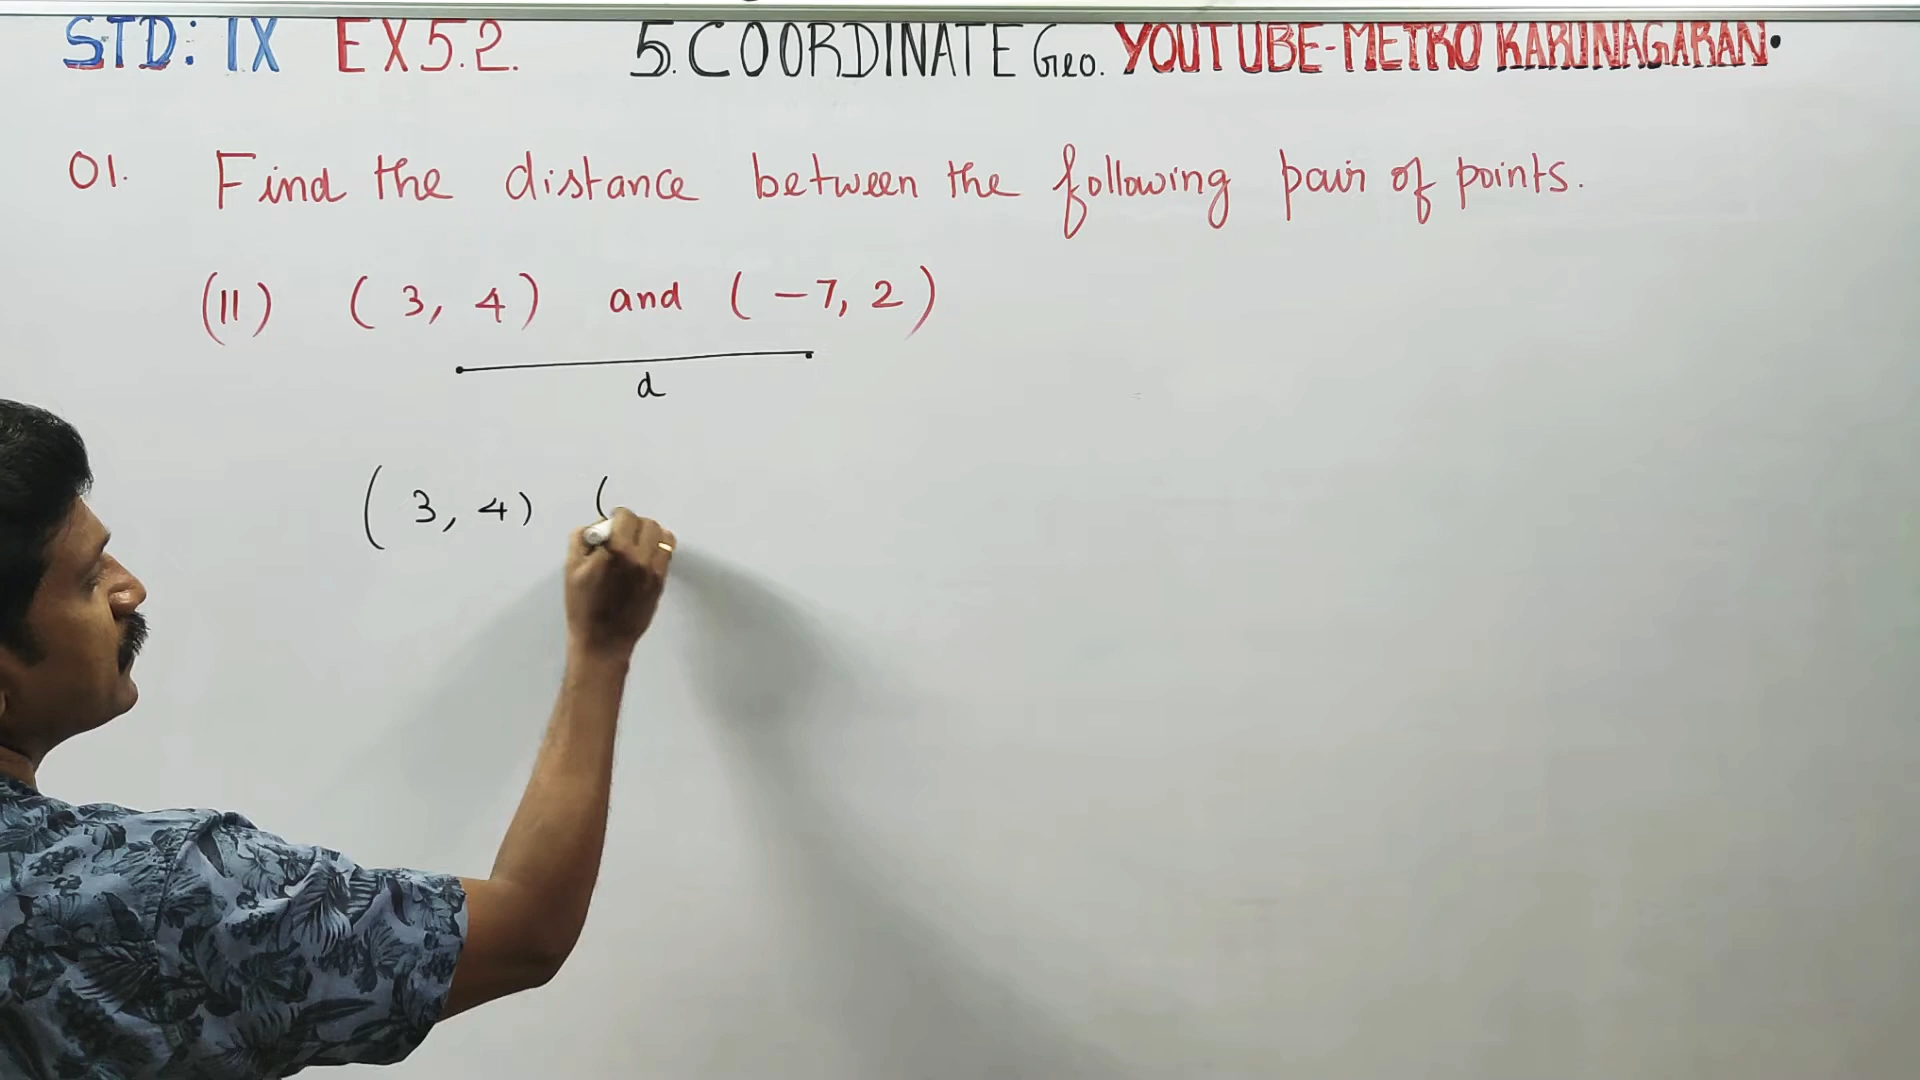 STD: IX EX 5.2. 5. COORDINATE Geo. YOUTUBE-METRO KARUNAGARAN.
01. Find the distance between the following pair of points.
(II) (3, 4) and (-7, 2)
d
(3, 4) (